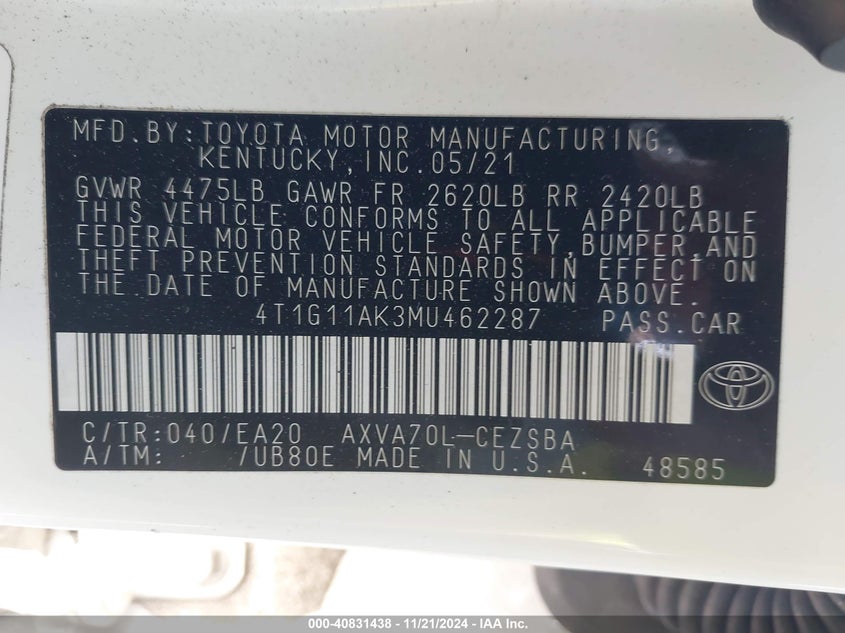 MFD.BY:TOYOTA MOTOR MANUFACTURING,
KENTUCKY,INC.05/21
GVWR 4475LB GAWR FR 2620LB RR 2420LB
THIS VEHICLE CONFORMS TO ALL APPLICABLE
FEDERAL MOTOR VEHICLE SAFETY,BUMPER,AND
THEFT PREVENTION STANDARDS IN EFFECT ON
THE DATE OF MANUFACTURE SHOWN ABOVE.
4T1G11AK3MU462287 PASS.CAR
C/TR:040/EA20 AXVA70L-CEZSBA
A/TM: /UB80E MADE IN U.S.A. 48585
000-40831438 - 11/21/2024 - IAA Inc.